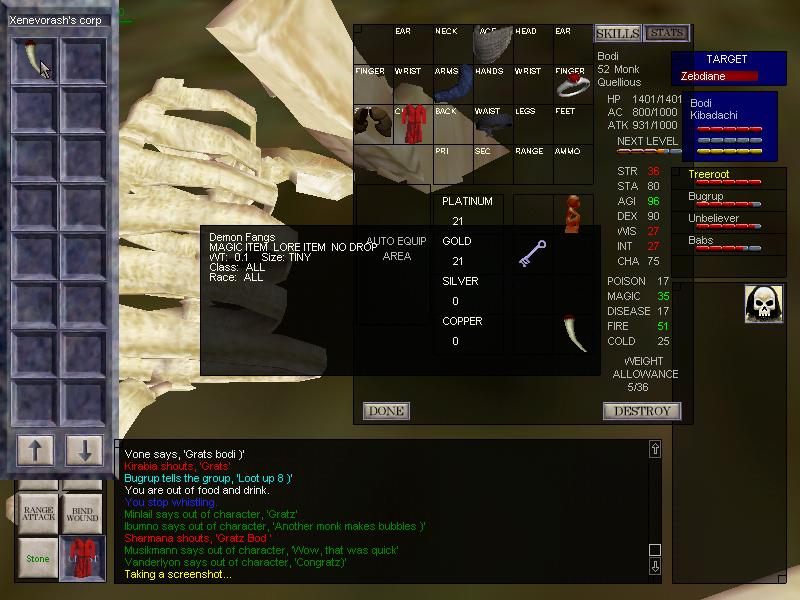 Xenevorash's corp
EAR NECK FACE HEAD EAR
FINGER WRIST ARMS HANDS WRIST FINGER
BACK WAIST LEGS FEET
PRI SEC RANGE AMMO
SKILLS STATS
Bodi
52 Monk
Quellious
HP 1401/1401
AC 800/1000
ATK 931/1000
NEXT LEVEL
STR 36
STA 80
AGI 96
DEX 90
WIS 27
INT 27
CHA 75
POISON 17
MAGIC 35
DISEASE 17
FIRE 51
COLD 25
WEIGHT
ALLOWANCE
5/36
DESTROY
TARGET
Zebdiane
Bodi
Kibadachi
Treeroot
Bugrup
Unbeliever
Babs
PLATINUM
21
GOLD
21
SILVER
0
COPPER
0
AUTO EQUIP
AREA
Demon Fangs
MAGIC ITEM LORE ITEM NO DROP
WT: 0.1 Size: TINY
Class: ALL
Race: ALL
DONE
Vone says, 'Grats bodi )'
Kirabia shouts, 'Grats'
Bugrup tells the group, 'Loot up 8 )'
You are out of food and drink.
You stop whistling.
Minlail says out of character, 'Gratz'
Ibumno says out of character, 'Another monk makes bubbles )'
Sharmana shouts, 'Gratz Bod '
Musikmann says out of character, 'Wow, that was quick'
Vanderlyon says out of character, 'Congratz)'
Taking a screenshot...
RANGE
ATTACK
BIND
WOUND
Stone